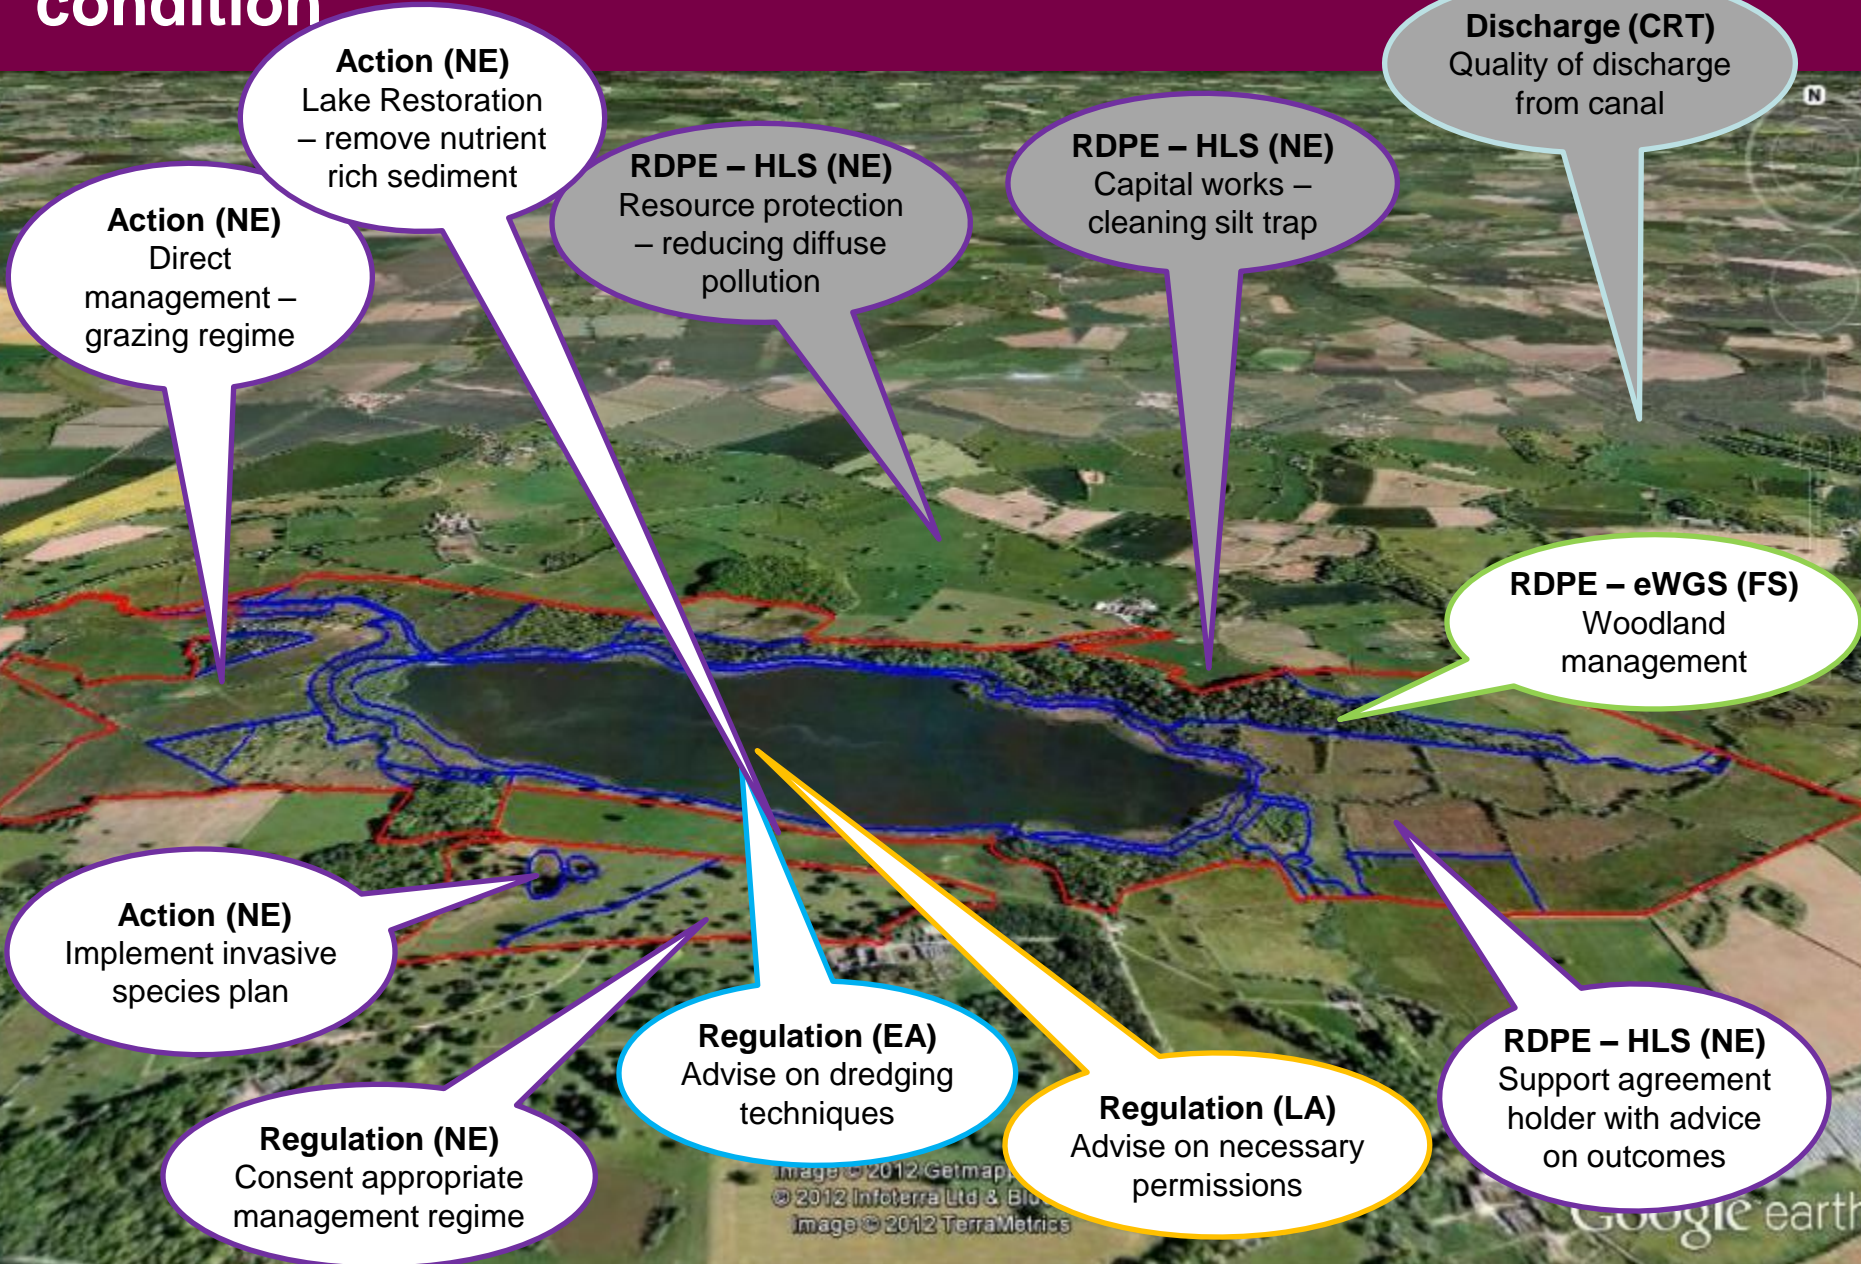 condition
Action (NE)
Lake Restoration
– remove nutrient
rich sediment
Discharge (CRT)
Quality of discharge
from canal
N
RDPE – HLS (NE)
Capital works –
cleaning silt trap
RDPE – HLS (NE)
Resource protection
– reducing diffuse
pollution
Action (NE)
Direct
management –
grazing regime
RDPE – eWGS (FS)
Woodland
management
Action (NE)
Implement invasive
species plan
Regulation (NE)
Consent appropriate
management regime
Regulation (EA)
Advise on dredging
techniques
Regulation (LA)
Advise on necessary
permissions
RDPE – HLS (NE)
Support agreement
holder with advice
on outcomes
Image © 2012 Getmap
© 2012 Infoterra Ltd & Blu
Image © 2012 TerraMetrics
Google earth